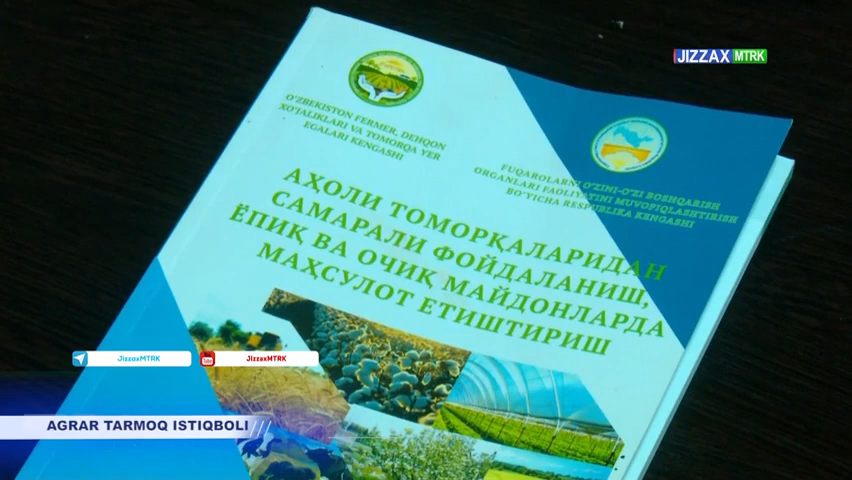 JIZZAX MTRK
O'ZBEKISTON FERMER, DEHQON
XO'JALIKLARI VA TOMORQA YER
EGALARI KENGASHI
FUQAROLARNI O'ZINI-O'ZI BOSHQARISH
ORGANLARI FAOLIYATINI MUVOFIQLASHTIRISH
BO'YICHA RESPUBLIKA KENGASHI
АҲОЛИ ТОМОРҚАЛАРИДАН
САМАРАЛИ ФОЙДАЛАНИШ,
ЁПИҚ ВА ОЧИҚ МАЙДОНЛАРДА
МАҲСУЛОТ ЕТИШТИРИШ
JizzaxMTRK
JizzaxMTRK
AGRAR TARMOQ ISTIQBOLI